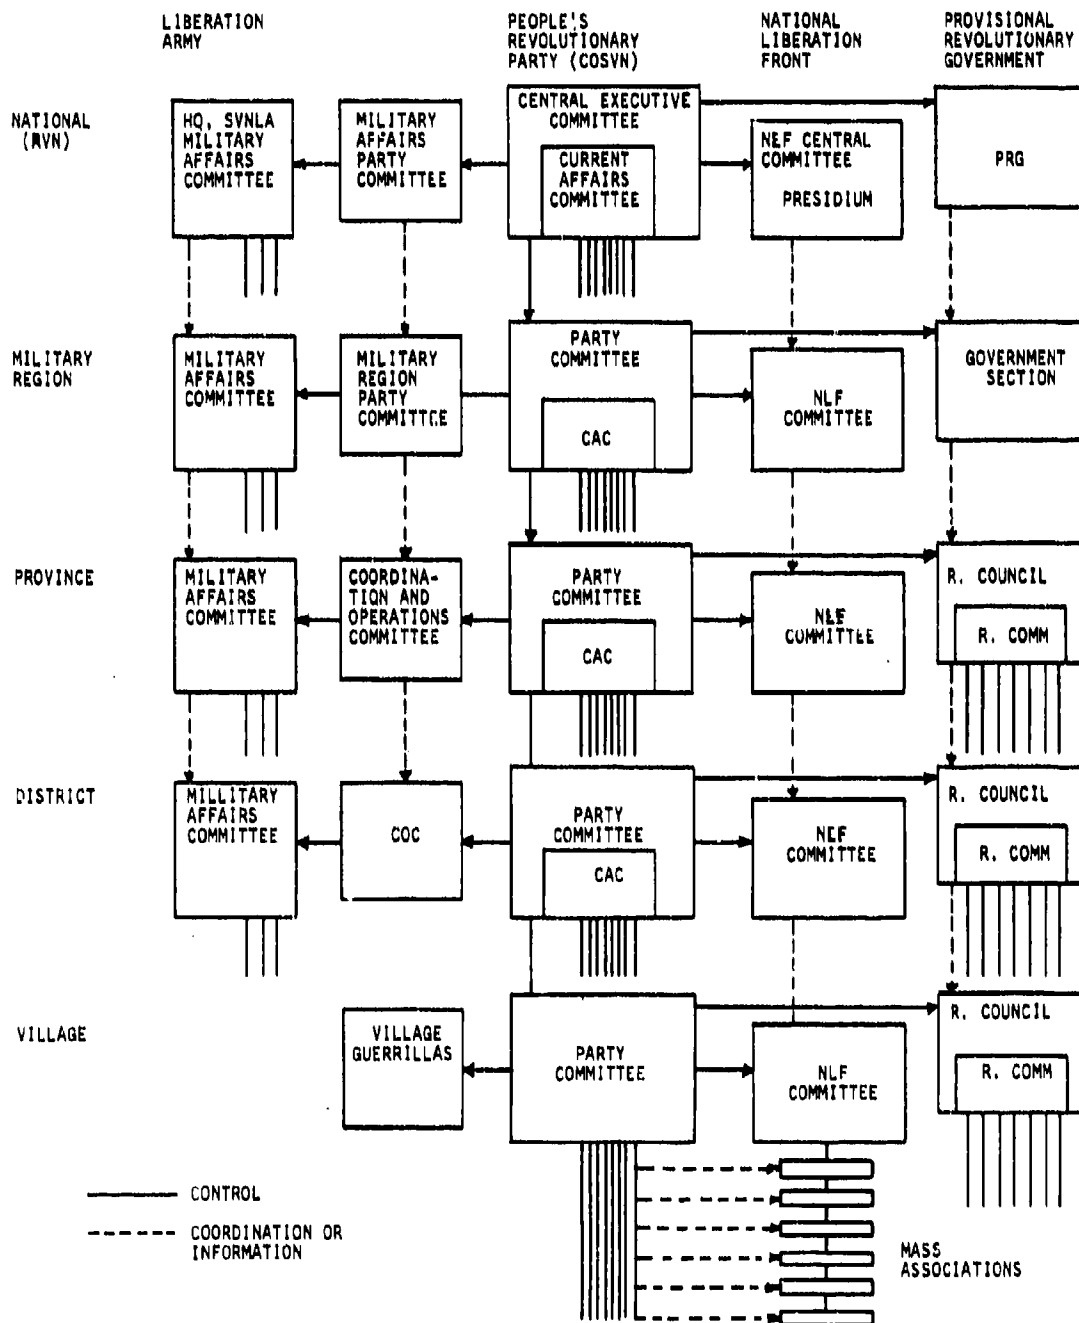 LIBERATION
ARMY
PEOPLE'S
REVOLUTIONARY
PARTY (COSVN)
NATIONAL
LIBERATION
FRONT
PROVISIONAL
REVOLUTIONARY
GOVERNMENT
NATIONAL
(RVN)
HQ, SVNLA
MILITARY
AFFAIRS
COMMITTEE
MILITARY
AFFAIRS
PARTY
COMMITTEE
CENTRAL EXECUTIVE
COMMITTEE
CURRENT
AFFAIRS
COMMITTEE
NLF CENTRAL
COMMITTEE
PRESIDIUM
PRG
MILITARY
REGION
MILITARY
AFFAIRS
COMMITTEE
MILITARY
REGION
PARTY
COMMITTEE
PARTY
COMMITTEE
CAC
NLF
COMMITTEE
GOVERNMENT
SECTION
PROVINCE
MILITARY
AFFAIRS
COMMITTEE
COORDINA-
TION AND
OPERATIONS
COMMITTEE
PARTY
COMMITTEE
CAC
NLF
COMMITTEE
R. COUNCIL
R. COMM
DISTRICT
MILLITARY
AFFAIRS
COMMITTEE
COC
PARTY
COMMITTEE
CAC
NLF
COMMITTEE
R. COUNCIL
R. COMM
VILLAGE
VILLAGE
GUERRILLAS
PARTY
COMMITTEE
NLF
COMMITTEE
R. COUNCIL
R. COMM
CONTROL
COORDINATION OR
INFORMATION
MASS
ASSOCIATIONS